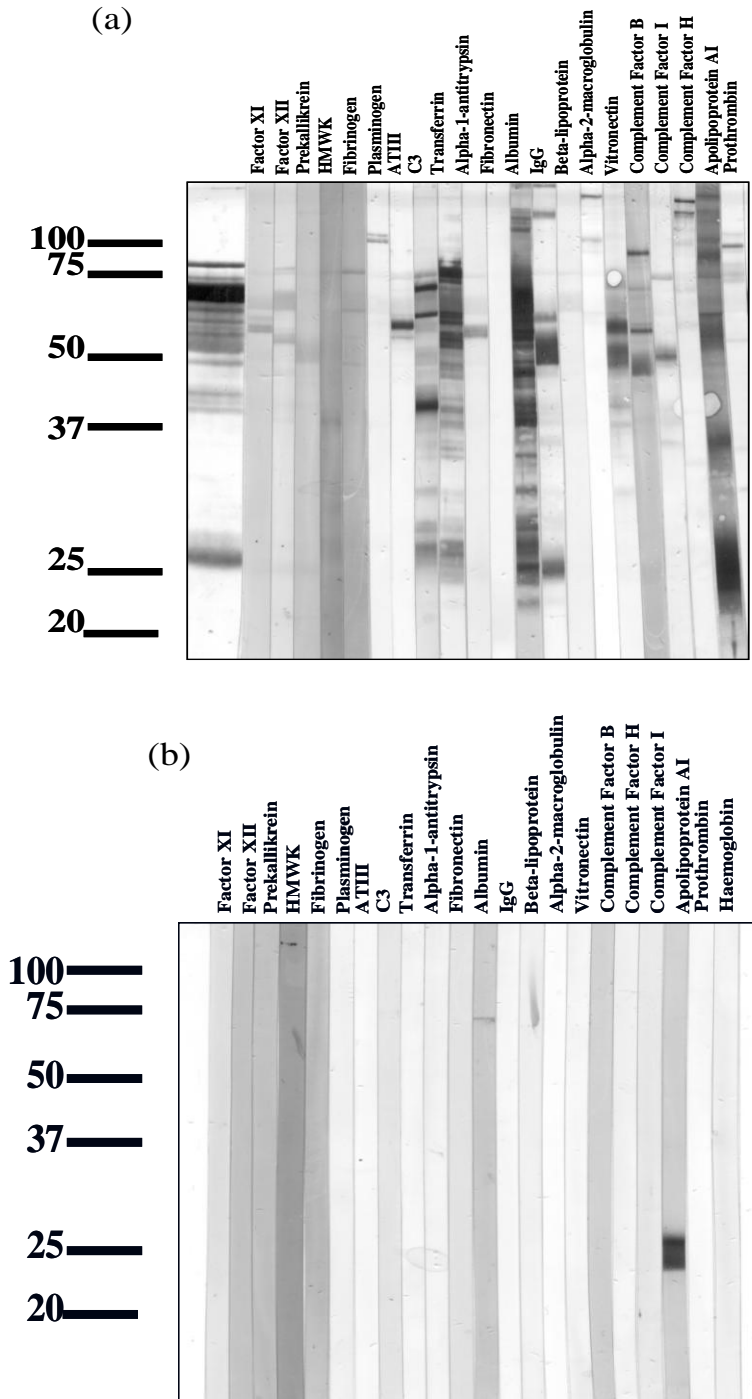 (a)
Factor XI
Factor XII
Prekallikrein
HMWK
Fibrinogen
Plasminogen
ATIII
C3
Transferrin
Alpha-1-antitrypsin
Fibronectin
Albumin
IgG
Beta-lipoprotein
Alpha-2-macroglobulin
Vitronectin
Complement Factor B
Complement Factor I
Complement Factor H
Apolipoprotein AI
Prothrombin
100
75
50
37
25
20
(b)
Factor XI
Factor XII
Prekallikrein
HMWK
Fibrinogen
Plasminogen
ATIII
C3
Transferrin
Alpha-1-antitrypsin
Fibronectin
Albumin
IgG
Beta-lipoprotein
Alpha-2-macroglobulin
Vitronectin
Complement Factor B
Complement Factor H
Complement Factor I
Apolipoprotein AI
Prothrombin
Haemoglobin
100
75
50
37
25
20